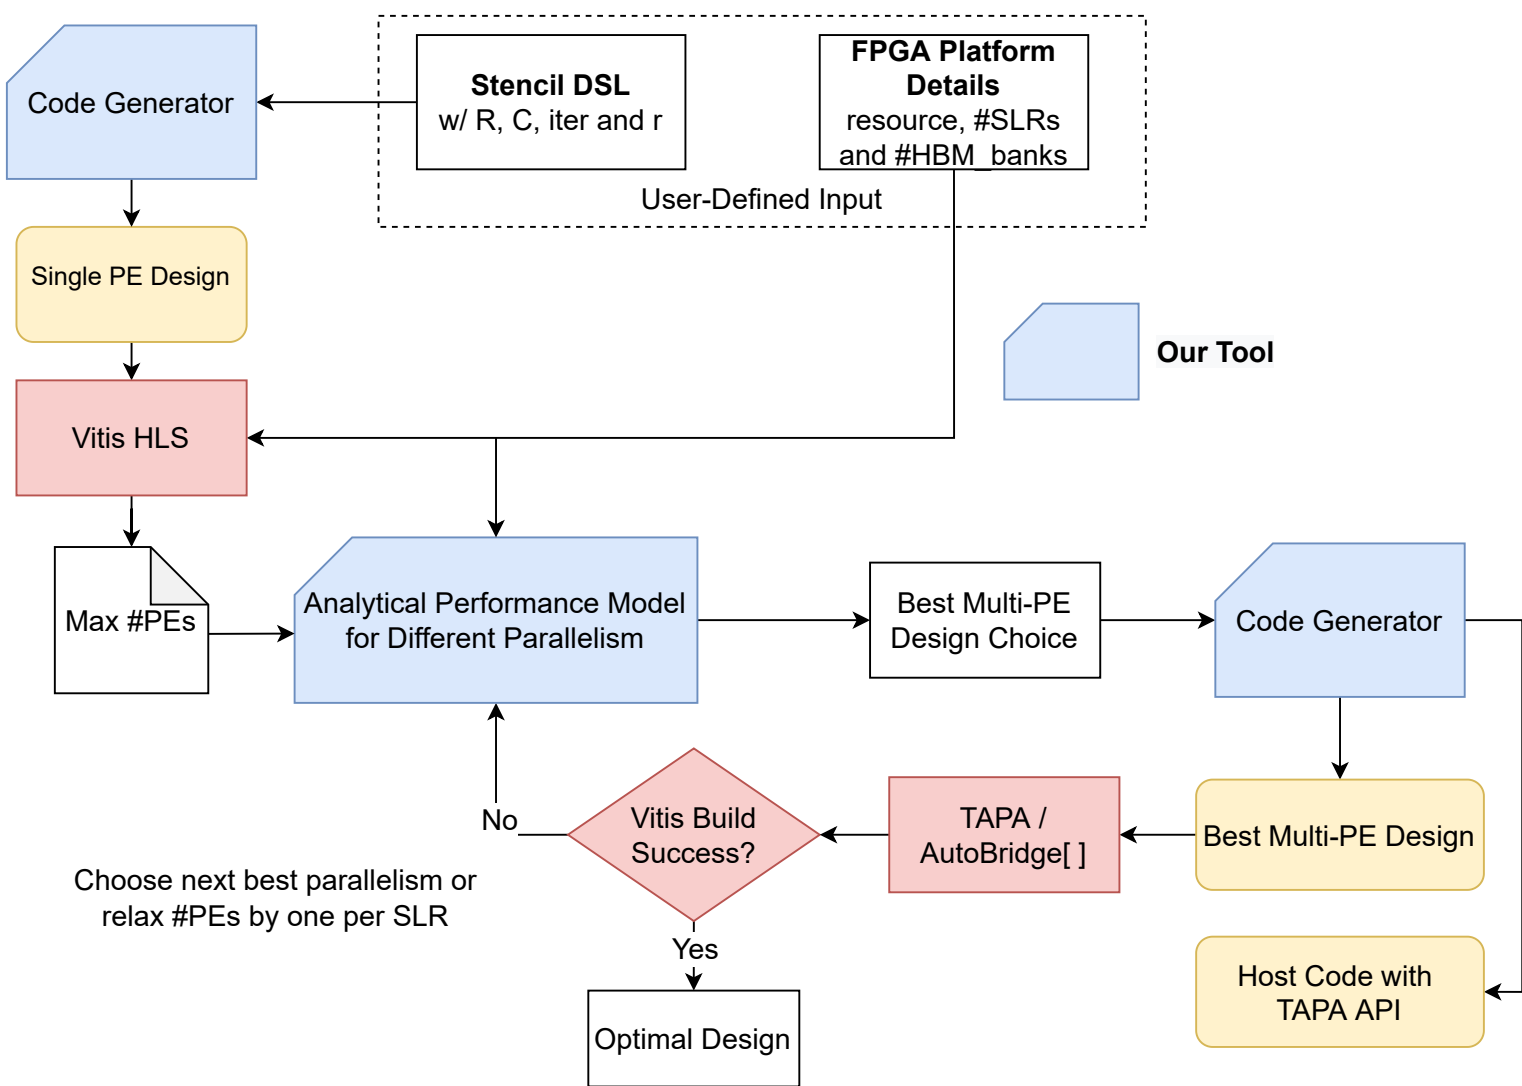 Code Generator
Stencil DSL
w/ R, C, iter and r
FPGA Platform
Details
resource, #SLRs
and #HBM_banks
User-Defined Input
Single PE Design
Our Tool
Vitis HLS
Max #PEs
Analytical Performance Model
for Different Parallelism
Best Multi-PE
Design Choice
Code Generator
No
Vitis Build
Success?
TAPA /
AutoBridge[ ]
Best Multi-PE Design
Choose next best parallelism or
relax #PEs by one per SLR
Yes
Host Code with
TAPA API
Optimal Design